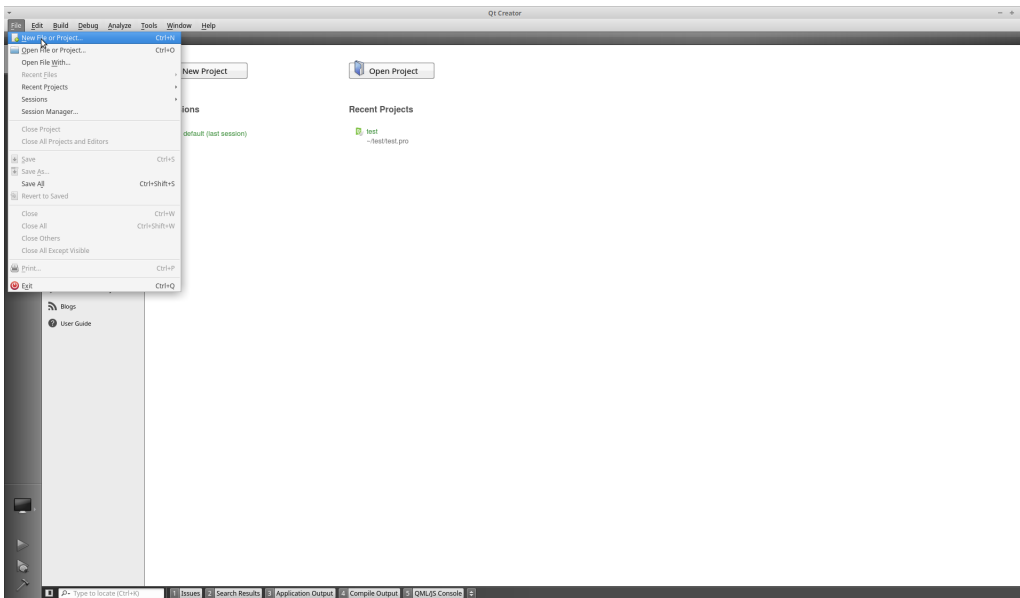 Qt Creator
File Edit Build Debug Analyze Tools Window Help
New File or Project... Ctrl+N
Open File or Project... Ctrl+O
Open File With...
Recent Files
Recent Projects
Sessions
Session Manager...
Close Project
Close All Projects and Editors
Save Ctrl+S
Save As...
Save All Ctrl+Shift+S
Revert to Saved
Close Ctrl+W
Close All Ctrl+Shift+W
Close Others
Close All Except Visible
Print... Ctrl+P
Exit Ctrl+Q
New Project
Open Project
Recent Projects
default (last session)
test
~/test/test.pro
Blogs
User Guide
Type to locate (Ctrl+K)
1 Issues 2 Search Results 3 Application Output 4 Compile Output 5 QML/JS Console